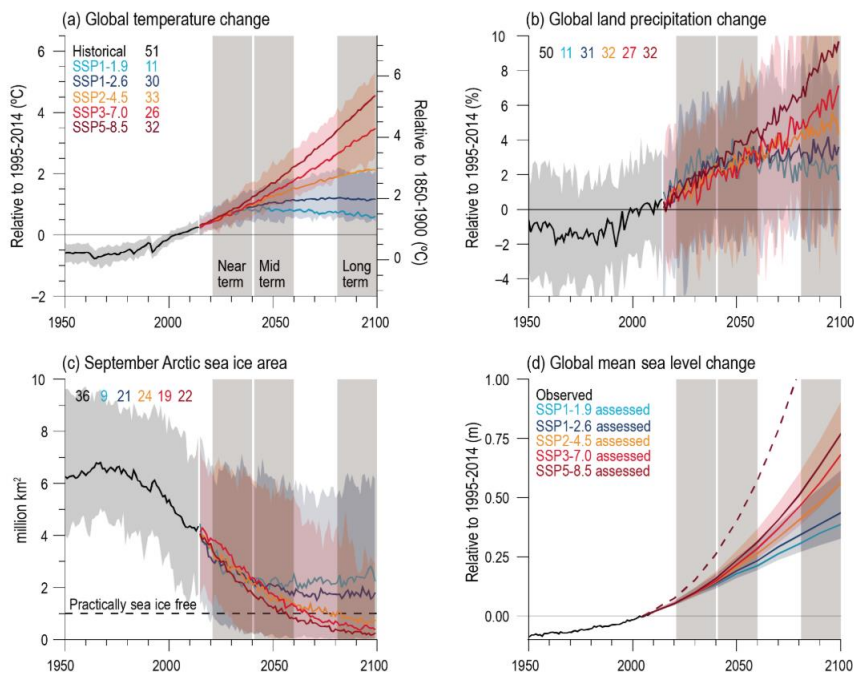 (a) Global temperature change
Relative to 1995-2014 (ºC)
6
4
2
0
–2
Historical 51
SSP1-1.9 11
SSP1-2.6 30
SSP2-4.5 33
SSP3-7.0 26
SSP5-8.5 32
Near term
Mid term
Long term
6
4
2
0
Relative to 1850-1900 (ºC)
1950 2000 2050 2100
(b) Global land precipitation change
Relative to 1995-2014 (%)
10
8
6
4
2
0
–2
–4
50 11 31 32 27 32
1950 2000 2050 2100
(c) September Arctic sea ice area
million km²
10
8
6
4
2
0
36 9 21 24 19 22
Practically sea ice free
1950 2000 2050 2100
(d) Global mean sea level change
Relative to 1995-2014 (m)
1.00
0.75
0.50
0.25
0.00
Observed
SSP1-1.9 assessed
SSP1-2.6 assessed
SSP2-4.5 assessed
SSP3-7.0 assessed
SSP5-8.5 assessed
1950 2000 2050 2100